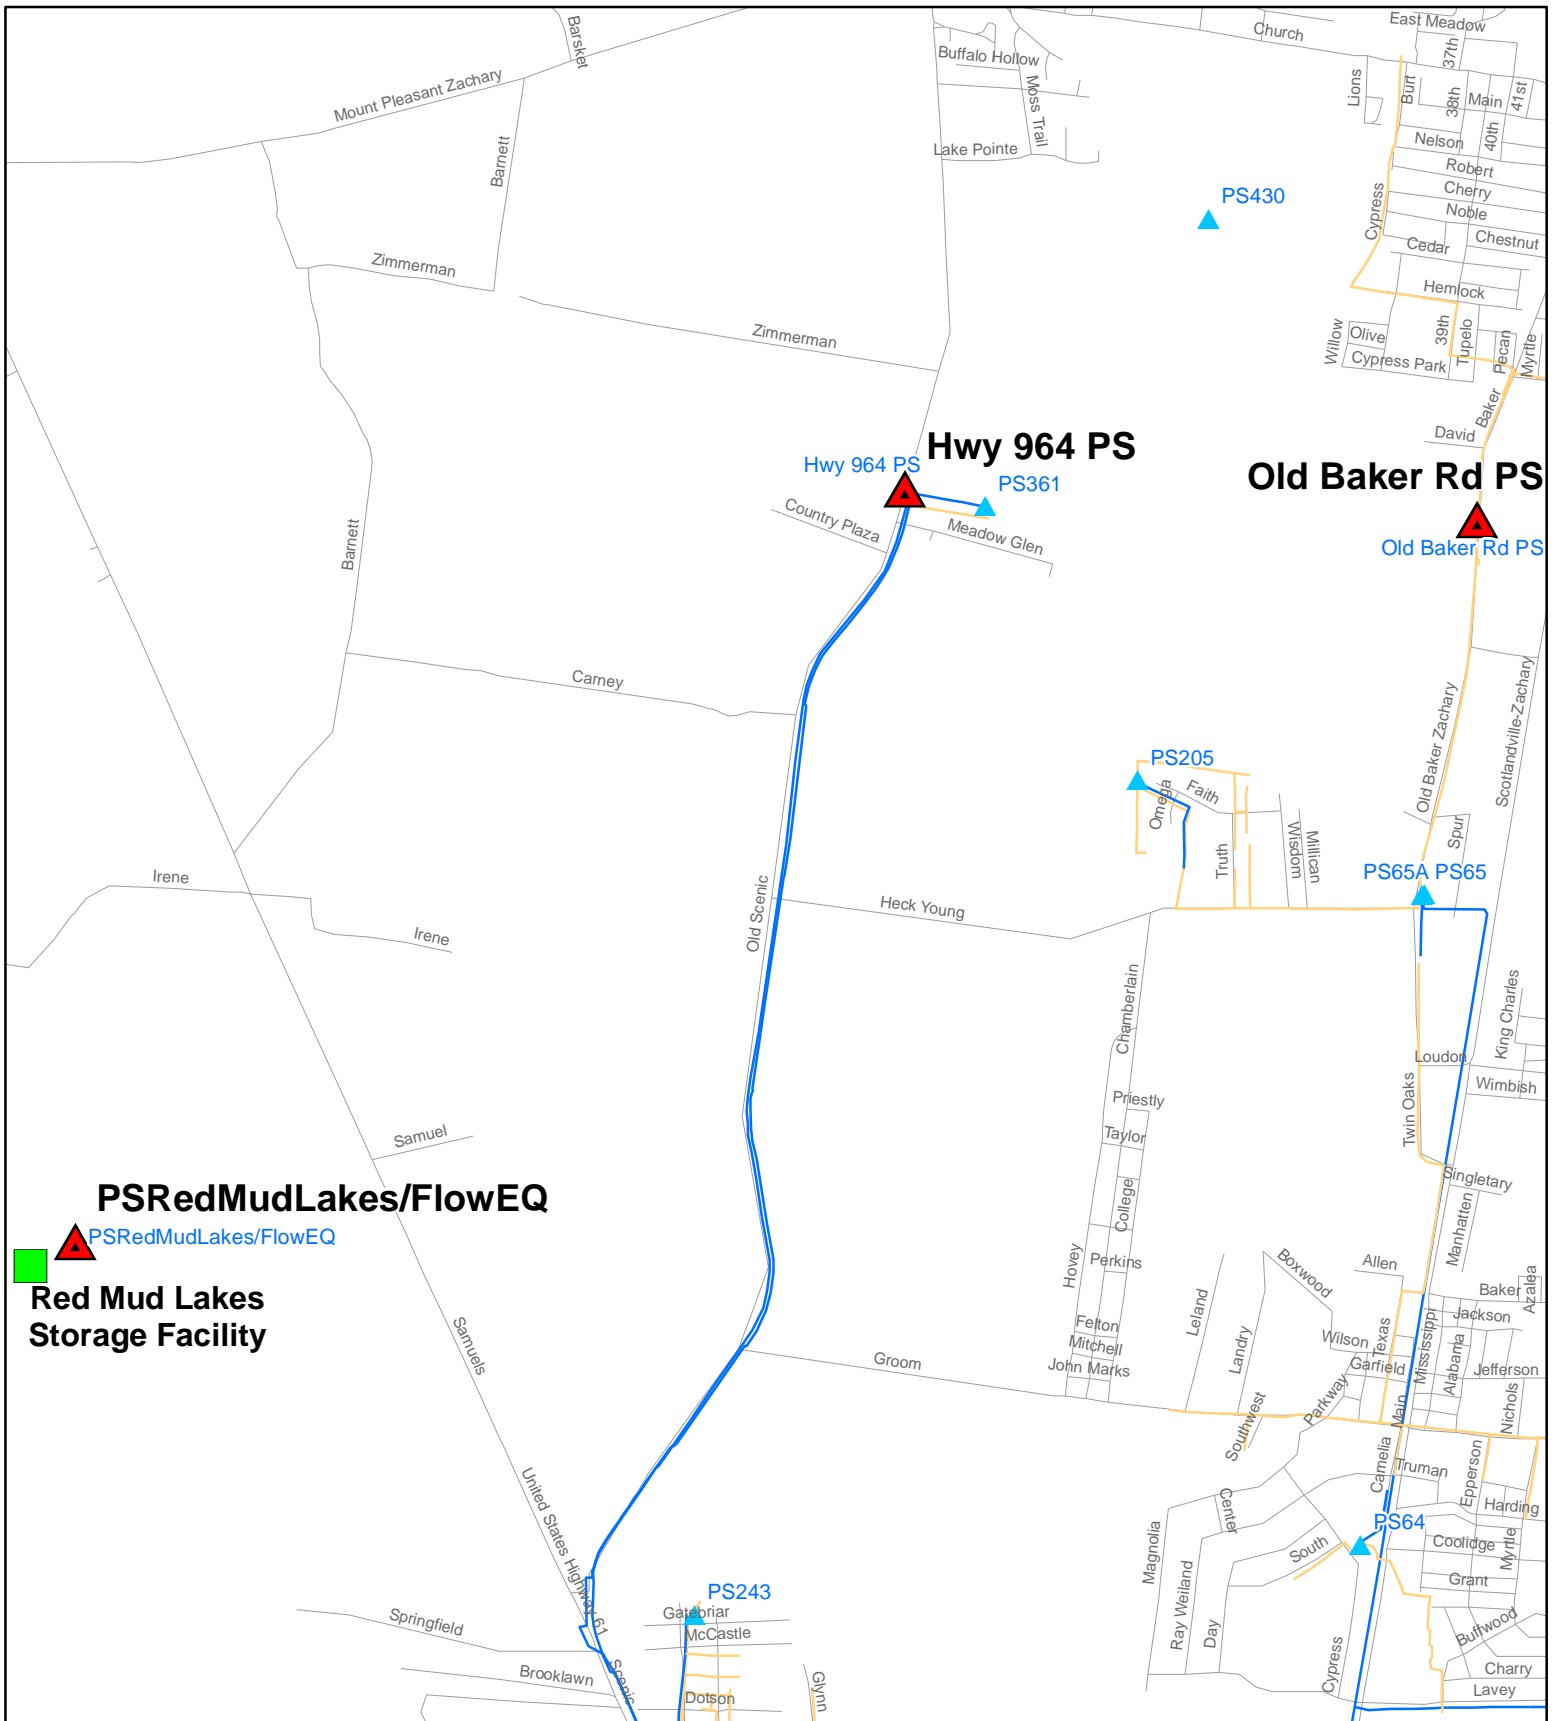 Barsket
Church
East Meadow
37th
Buffalo Hollow
Mount Pleasant Zachary
Moss Trail
Lions
Burt
38th
Main
41st
Barnett
Lake Pointe
Nelson
40th
Robert
PS430
Cypress
Cherry
Noble
Cedar
Chestnut
Zimmerman
Hemlock
Zimmerman
Willow
Olive
39th
Tupelo
Pecan
Myrtle
Cypress Park
Baker
David
Hwy 964 PS
Hwy 964 PS
Old Baker Rd PS
PS361
Country Plaza
Meadow Glen
Old Baker Rd PS
Barnett
Carney
Old Baker Zachary
Scotlandville-Zachary
PS205
Omega
Faith
Truth
Wisdom
Millican
Spur
PS65A PS65
Irene
Old Scenic
Heck Young
Irene
Chamberlain
King Charles
Loudon
Wimbish
Twin Oaks
Priestly
Samuel
Taylor
Singletary
PSRedMudLakes/FlowEQ
College
Manhatten
PSRedMudLakes/FlowEQ
Hovey
Perkins
Boxwood
Allen
Red Mud Lakes
Storage Facility
Baker
Azalea
Samuels
Leland
Landry
Felton
Mitchell
John Marks
Wilson
Texas
Garfield
Mississippi
Alabama
Jackson
Jefferson
Groom
Parkway
Main
Nichols
Southwest
Camelia
Truman
Epperson
United States Highway 61
Center
Harding
PS64
Magnolia
South
Coolidge
Myrtle
PS243
Ray Weiland
Day
Grant
Springfield
Gatebriar
McCastle
Buffwood
Brooklawn
Scenic
Dotson
Glynn
Cypress
Charry
Lavey